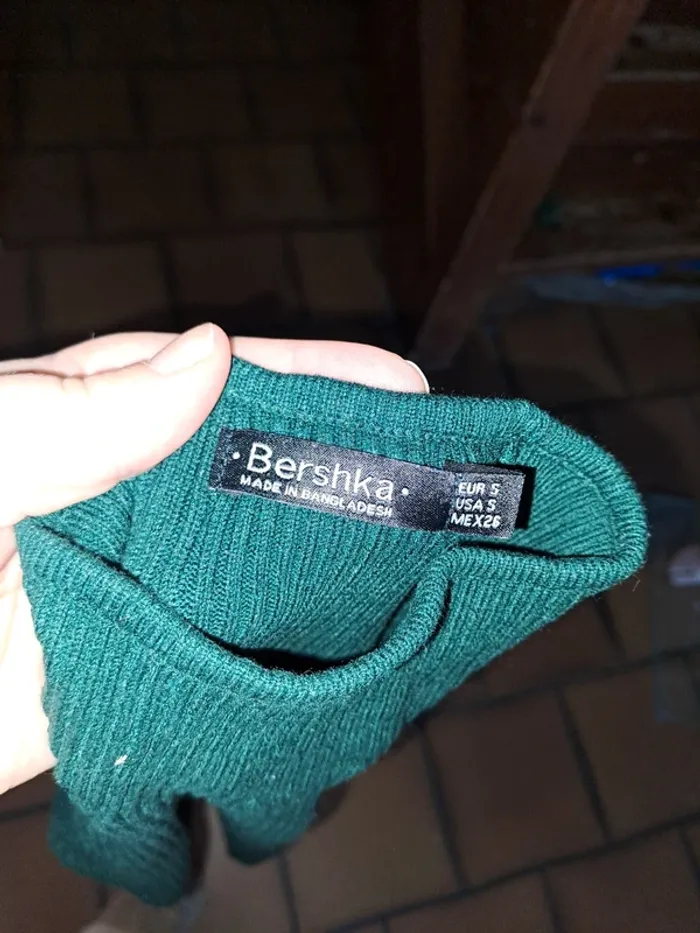 · Bershka ·
MADE IN BANGLADESH
EUR S
USA S
MEX26